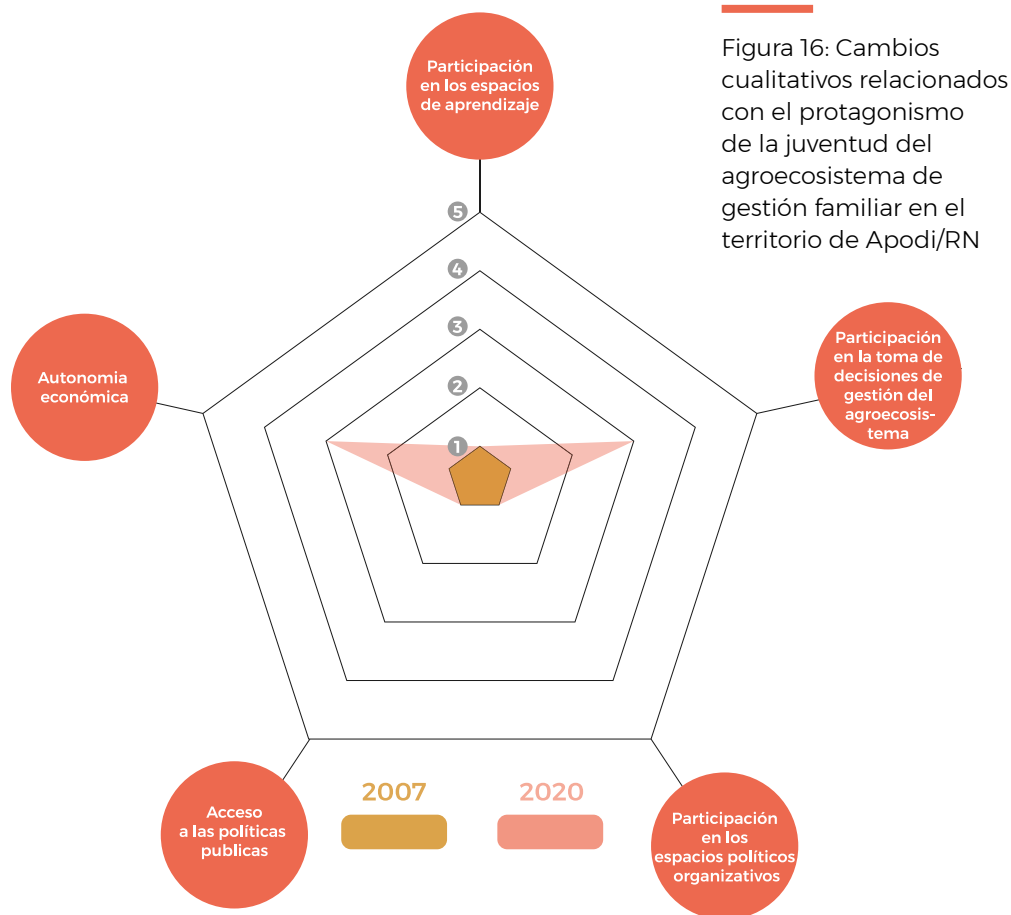 Participación
en los espacios
de aprendizaje
Figura 16: Cambios
cualitativos relacionados
con el protagonismo
de la juventud del
agroecosistema de
gestión familiar en el
territorio de Apodi/RN
5
4
3
2
1
Autonomia
económica
Participación
en la toma de
decisiones de
gestión del
agroecosis-
tema
Acceso
a las políticas
publicas
2007
2020
Participación
en los
espacios políticos
organizativos